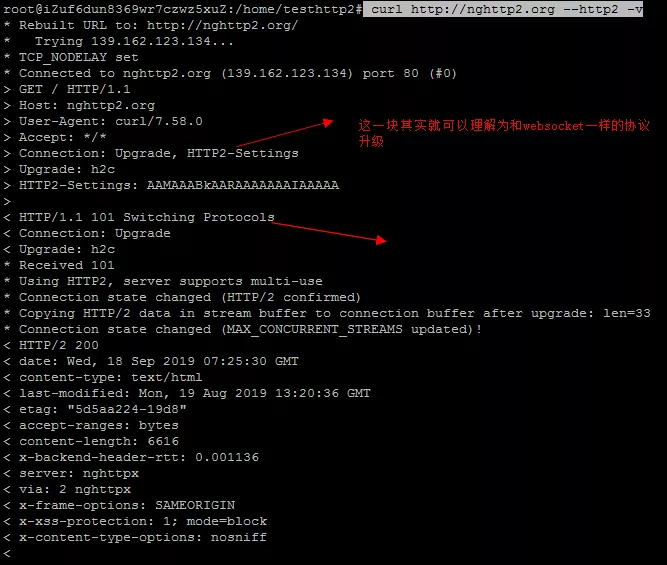 root@iZuf6dun8369wr7czwz5xuZ:/home/testhttp2# curl http://nghttp2.org --http2 -v
* Rebuilt URL to: http://nghttp2.org/
*   Trying 139.162.123.134...
* TCP_NODELAY set
* Connected to nghttp2.org (139.162.123.134) port 80 (#0)
> GET / HTTP/1.1
> Host: nghttp2.org
> User-Agent: curl/7.58.0
> Accept: */*
> Connection: Upgrade, HTTP2-Settings
> Upgrade: h2c
> HTTP2-Settings: AAMAAABkAARAAAAAAAIAAAAA
>
这一块其实就可以理解为和websocket一样的协议
升级
< HTTP/1.1 101 Switching Protocols
< Connection: Upgrade
< Upgrade: h2c
* Received 101
* Using HTTP2, server supports multi-use
* Connection state changed (HTTP/2 confirmed)
* Copying HTTP/2 data in stream buffer to connection buffer after upgrade: len=33
* Connection state changed (MAX_CONCURRENT_STREAMS updated)!
< HTTP/2 200
< date: Wed, 18 Sep 2019 07:25:30 GMT
< content-type: text/html
< last-modified: Mon, 19 Aug 2019 13:20:36 GMT
< etag: "5d5aa224-19d8"
< accept-ranges: bytes
< content-length: 6616
< x-backend-header-rtt: 0.001136
< server: nghttpx
< via: 2 nghttpx
< x-frame-options: SAMEORIGIN
< x-xss-protection: 1; mode=block
< x-content-type-options: nosniff
<